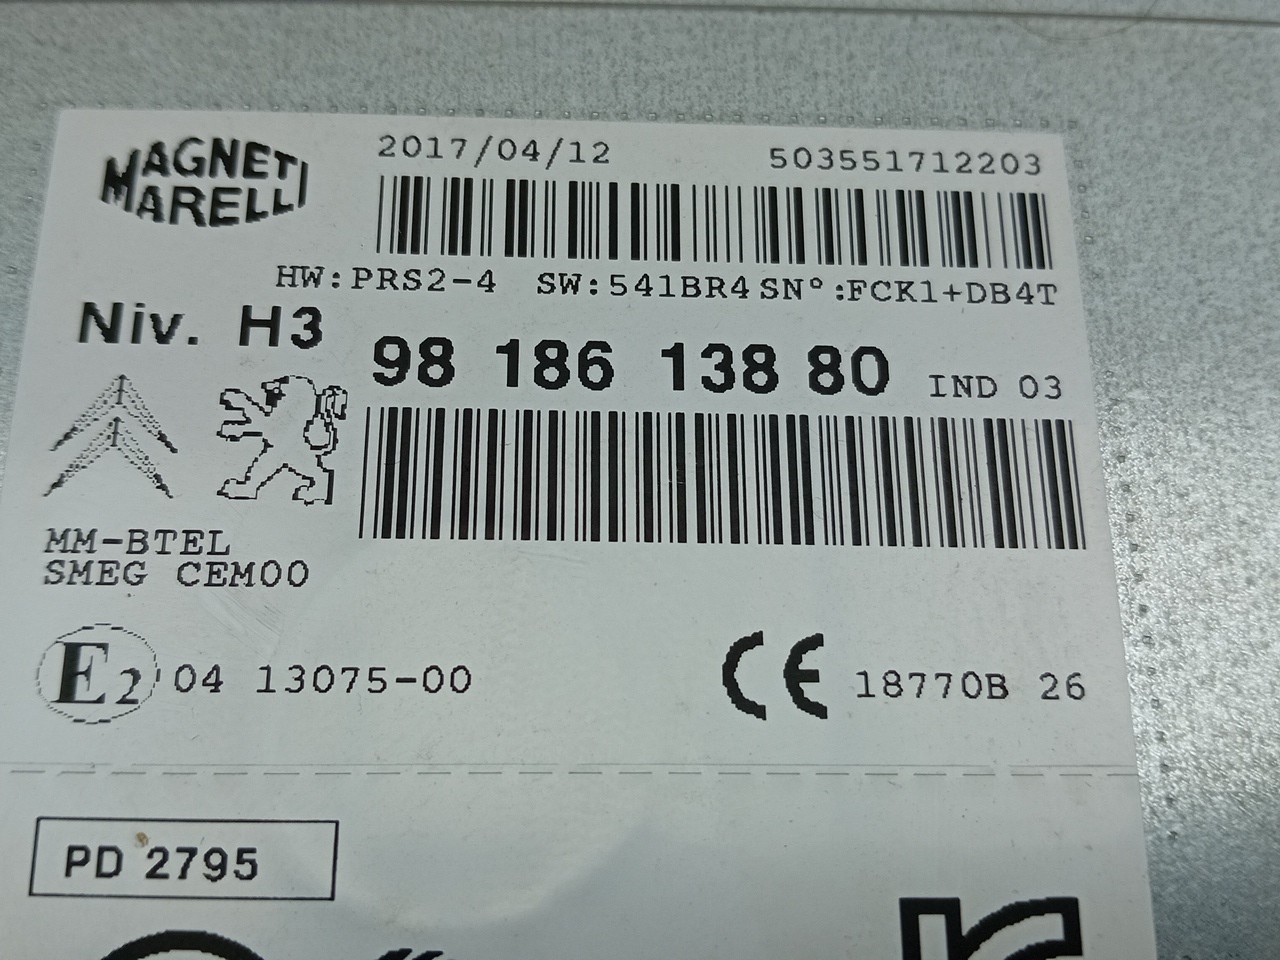 MAGNETI
MARELLI
2017/04/12
503551712203
HW:PRS2-4 SW:541BR4 SN°:FCK1+DB4T
Niv. H3
98 186 138 80 IND 03
MM-BTEL
SMEG CEM00
E2 04 13075-00
CE 18770B 26
PD 2795